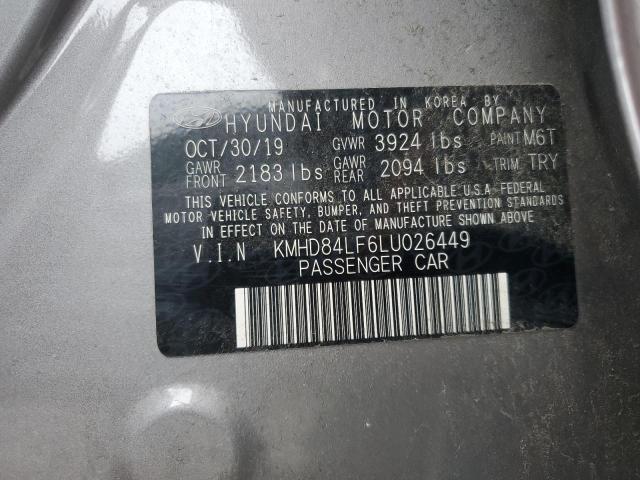 MANUFACTURED IN KOREA BY
HYUNDAI MOTOR COMPANY
OCT/30/19 GVWR 3924 lbs PAINT M6T
GAWR FRONT 2183 lbs GAWR REAR 2094 lbs TRIM TRY
THIS VEHICLE CONFORMS TO ALL APPLICABLE U.S.A. FEDERAL
MOTOR VEHICLE SAFETY, BUMPER, AND THEFT PREVENTION STANDARDS
IN EFFECT ON THE DATE OF MANUFACTURE SHOWN ABOVE.
V.I.N KMHD84LF6LU026449
PASSENGER CAR